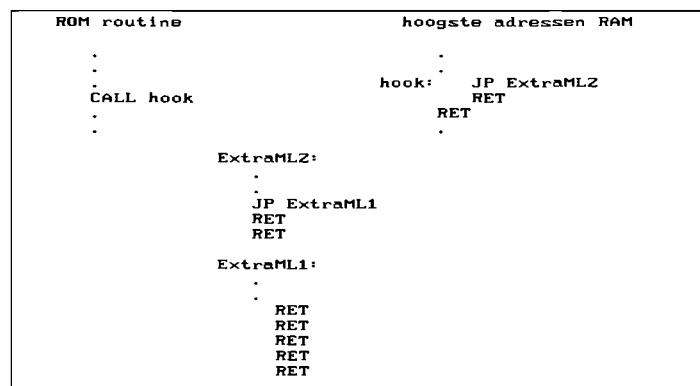 ROM routine hoogste adressen RAM
. .
. .
. hook: JP ExtraML2
CALL hook RET
. RET
. .
ExtraML2:
.
.
JP ExtraML1
RET
RET
ExtraML1:
.
.
RET
RET
RET
RET
RET